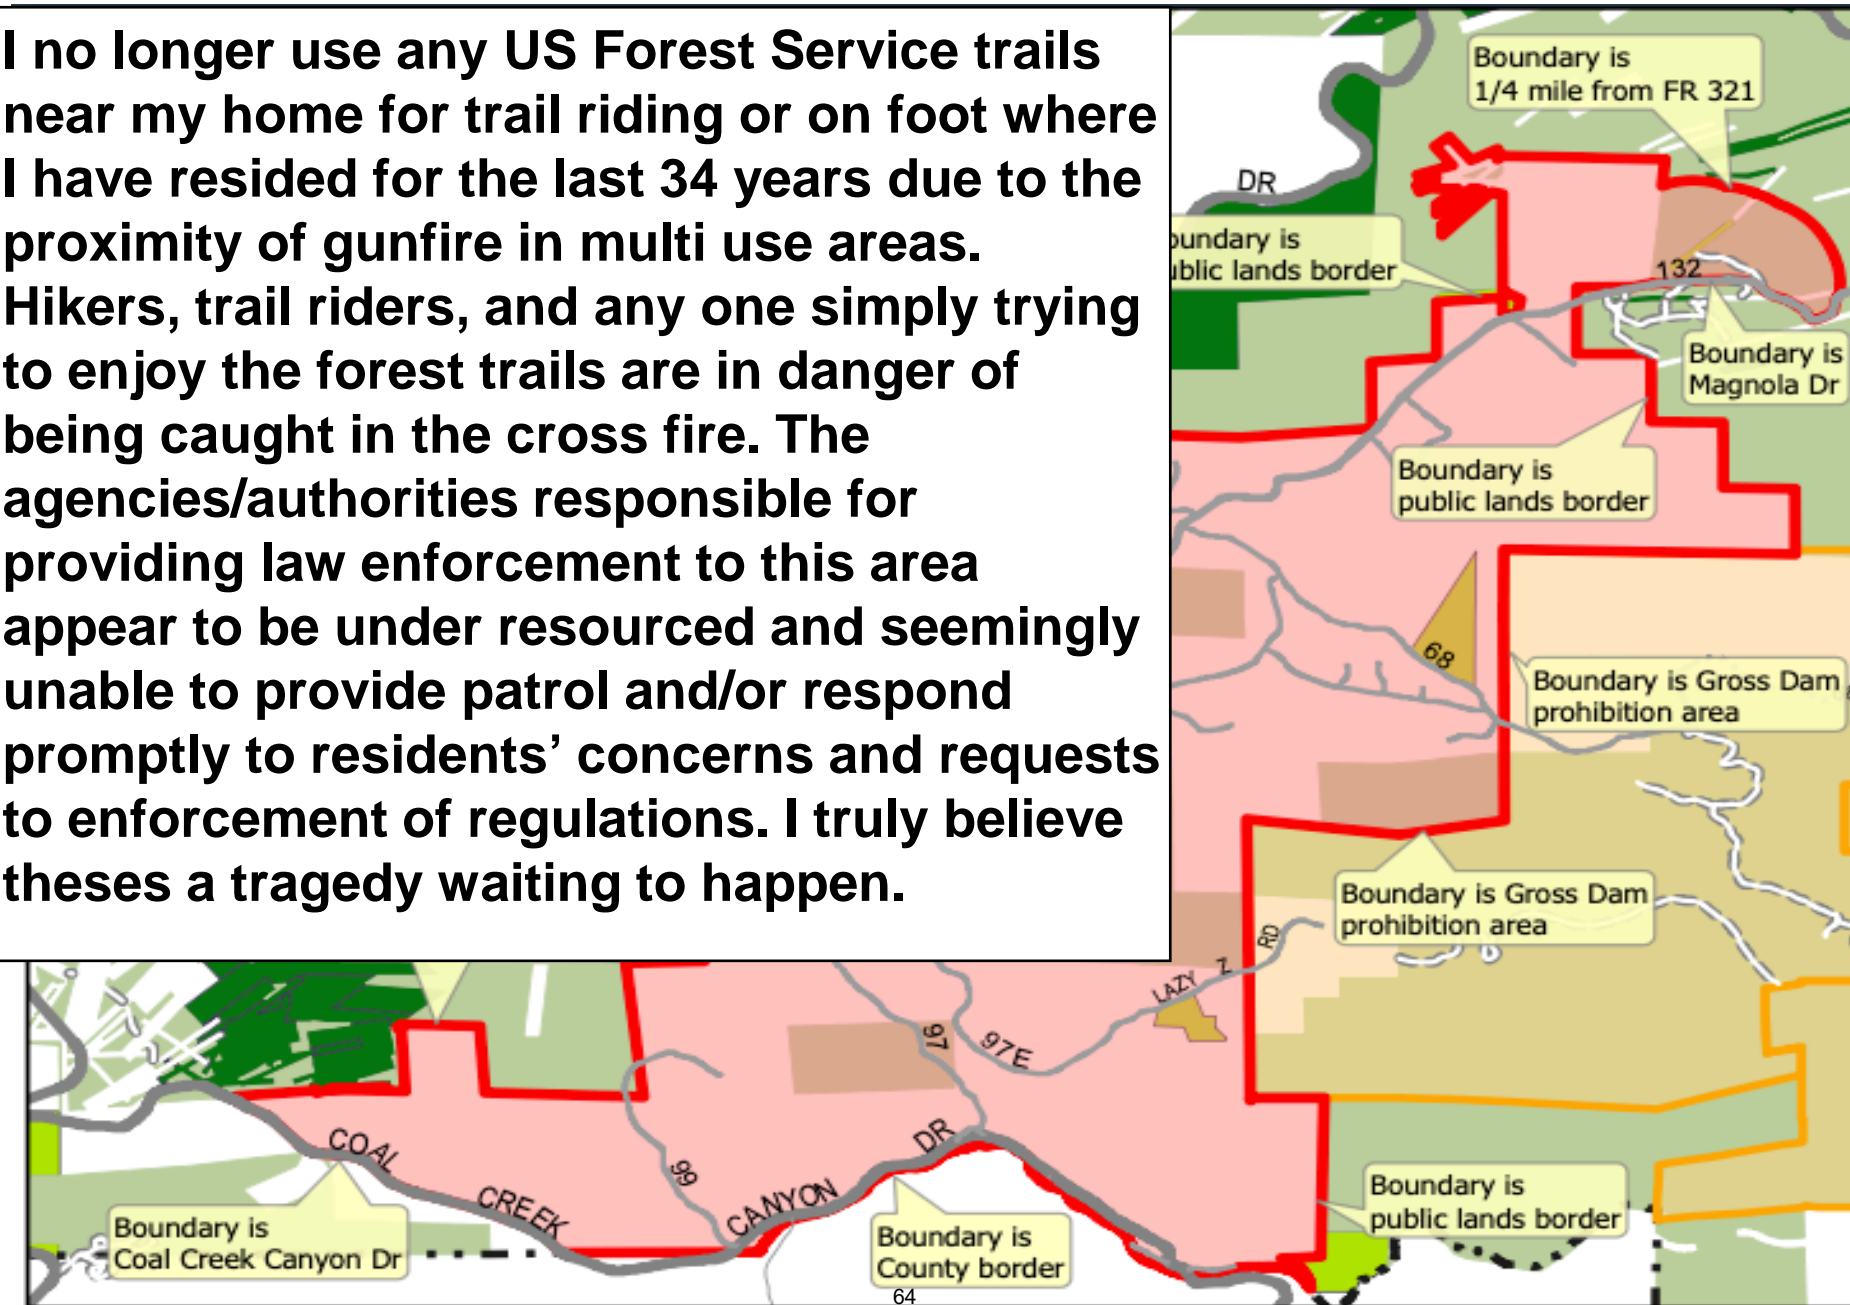 I no longer use any US Forest Service trails
near my home for trail riding or on foot where
I have resided for the last 34 years due to the
proximity of gunfire in multi use areas.
Hikers, trail riders, and any one simply trying
to enjoy the forest trails are in danger of
being caught in the cross fire. The
agencies/authorities responsible for
providing law enforcement to this area
appear to be under resourced and seemingly
unable to provide patrol and/or respond
promptly to residents’ concerns and requests
to enforcement of regulations. I truly believe
theses a tragedy waiting to happen.
Boundary is
1/4 mile from FR 321
DR
oundary is
ublic lands border
132
Boundary is
Magnola Dr
Boundary is
public lands border
68
Boundary is Gross Dam
prohibition area
Boundary is Gross Dam
prohibition area
LAZY Z RD
97
97E
COAL CREEK CANYON DR
99
Boundary is
Coal Creek Canyon Dr
Boundary is
County border
Boundary is
public lands border
64